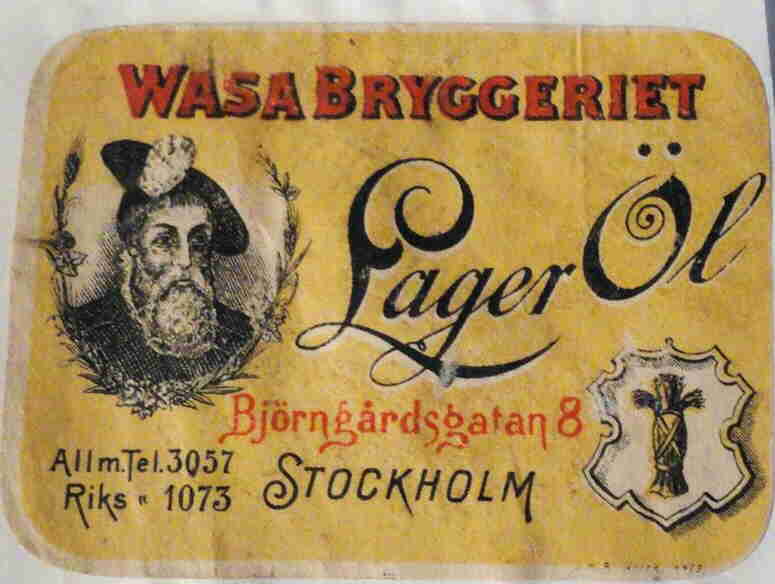 WASA BRYGGERIET
Lager Öl
Björngårdsgatan 8
Allm. Tel. 3057
Riks " 1073
STOCKHOLM